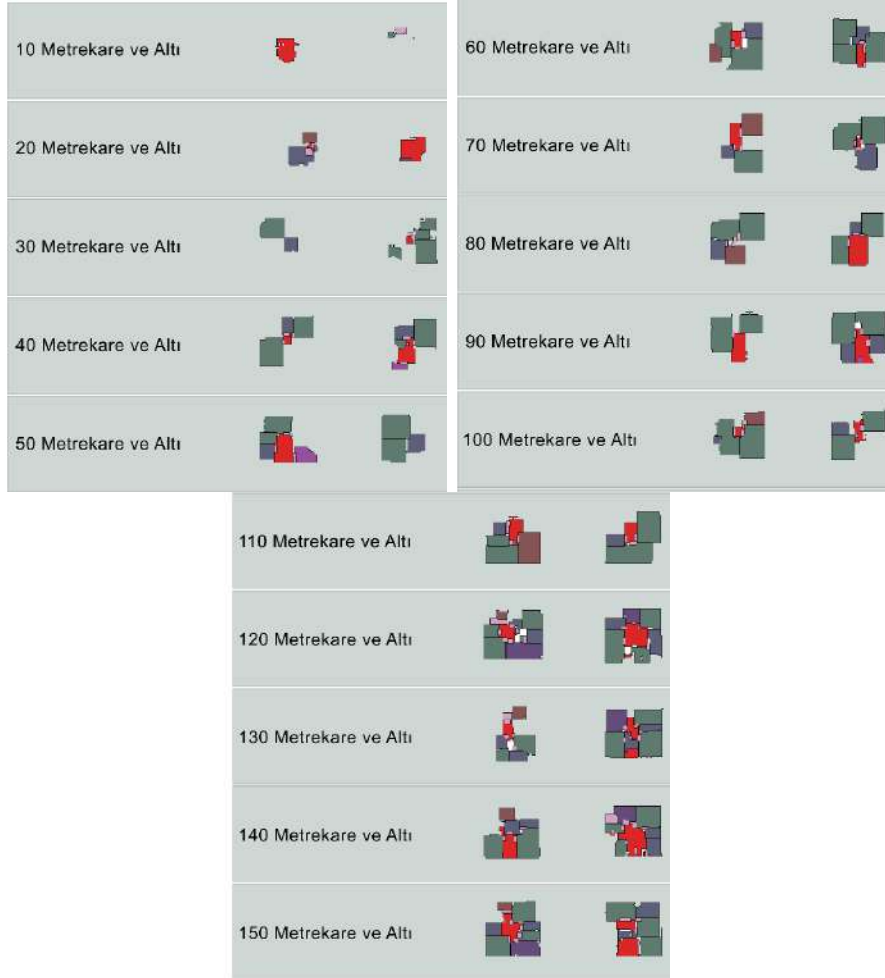 10 Metrekare ve Altı
20 Metrekare ve Altı
30 Metrekare ve Altı
40 Metrekare ve Altı
50 Metrekare ve Altı
60 Metrekare ve Altı
70 Metrekare ve Altı
80 Metrekare ve Altı
90 Metrekare ve Altı
100 Metrekare ve Altı
110 Metrekare ve Altı
120 Metrekare ve Altı
130 Metrekare ve Altı
140 Metrekare ve Altı
150 Metrekare ve Altı